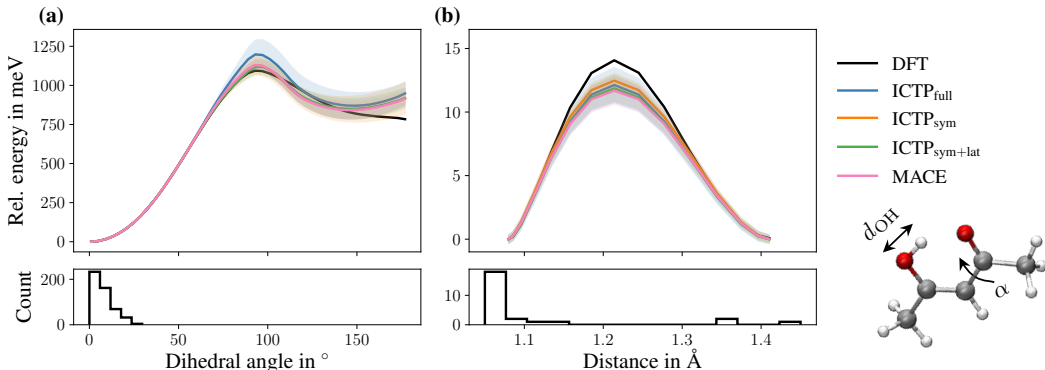 (a)
(b)
Rel. energy in meV
1250
1000
750
500
250
0
15
10
5
0
Count
200
0
10
0
0
50
100
150
Dihedral angle in °
1.1
1.2
1.3
1.4
Distance in Å
DFT
ICTP_full
ICTP_sym
ICTP_sym+lat
MACE
d_OH
α